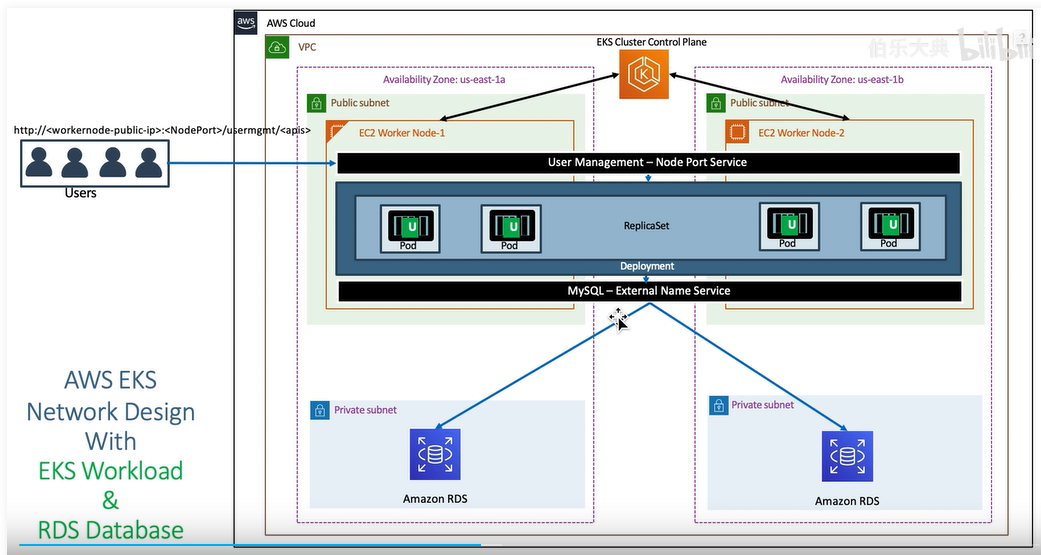 aws
AWS Cloud
VPC
EKS Cluster Control Plane
伯乐大典 bilibili
Availability Zone: us-east-1a
Availability Zone: us-east-1b
Public subnet
Public subnet
http://<workernode-public-ip>:<NodePort>/usermgmt/<apis>
EC2 Worker Node-1
EC2 Worker Node-2
User Management – Node Port Service
Users
U
U
U
U
ReplicaSet
Pod
Pod
Pod
Pod
Deployment
MySQL – External Name Service
AWS EKS
Network Design
With
EKS Workload
&
RDS Database
Private subnet
Private subnet
Amazon RDS
Amazon RDS